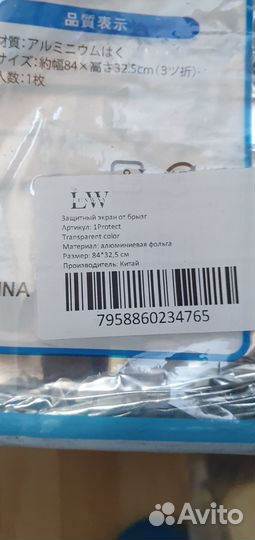 品質表示
材質：アルミニウムはく
サイズ：約幅84×高さ32.5cm（3ツ折）
入数：1枚
LW
Защитный экран от брызг
Артикул: 1Protect
Transparent color
Материал: алюминиевая фольга
Размер: 84*32,5 см
Производитель: Китай
INA
7958860234765
Avito